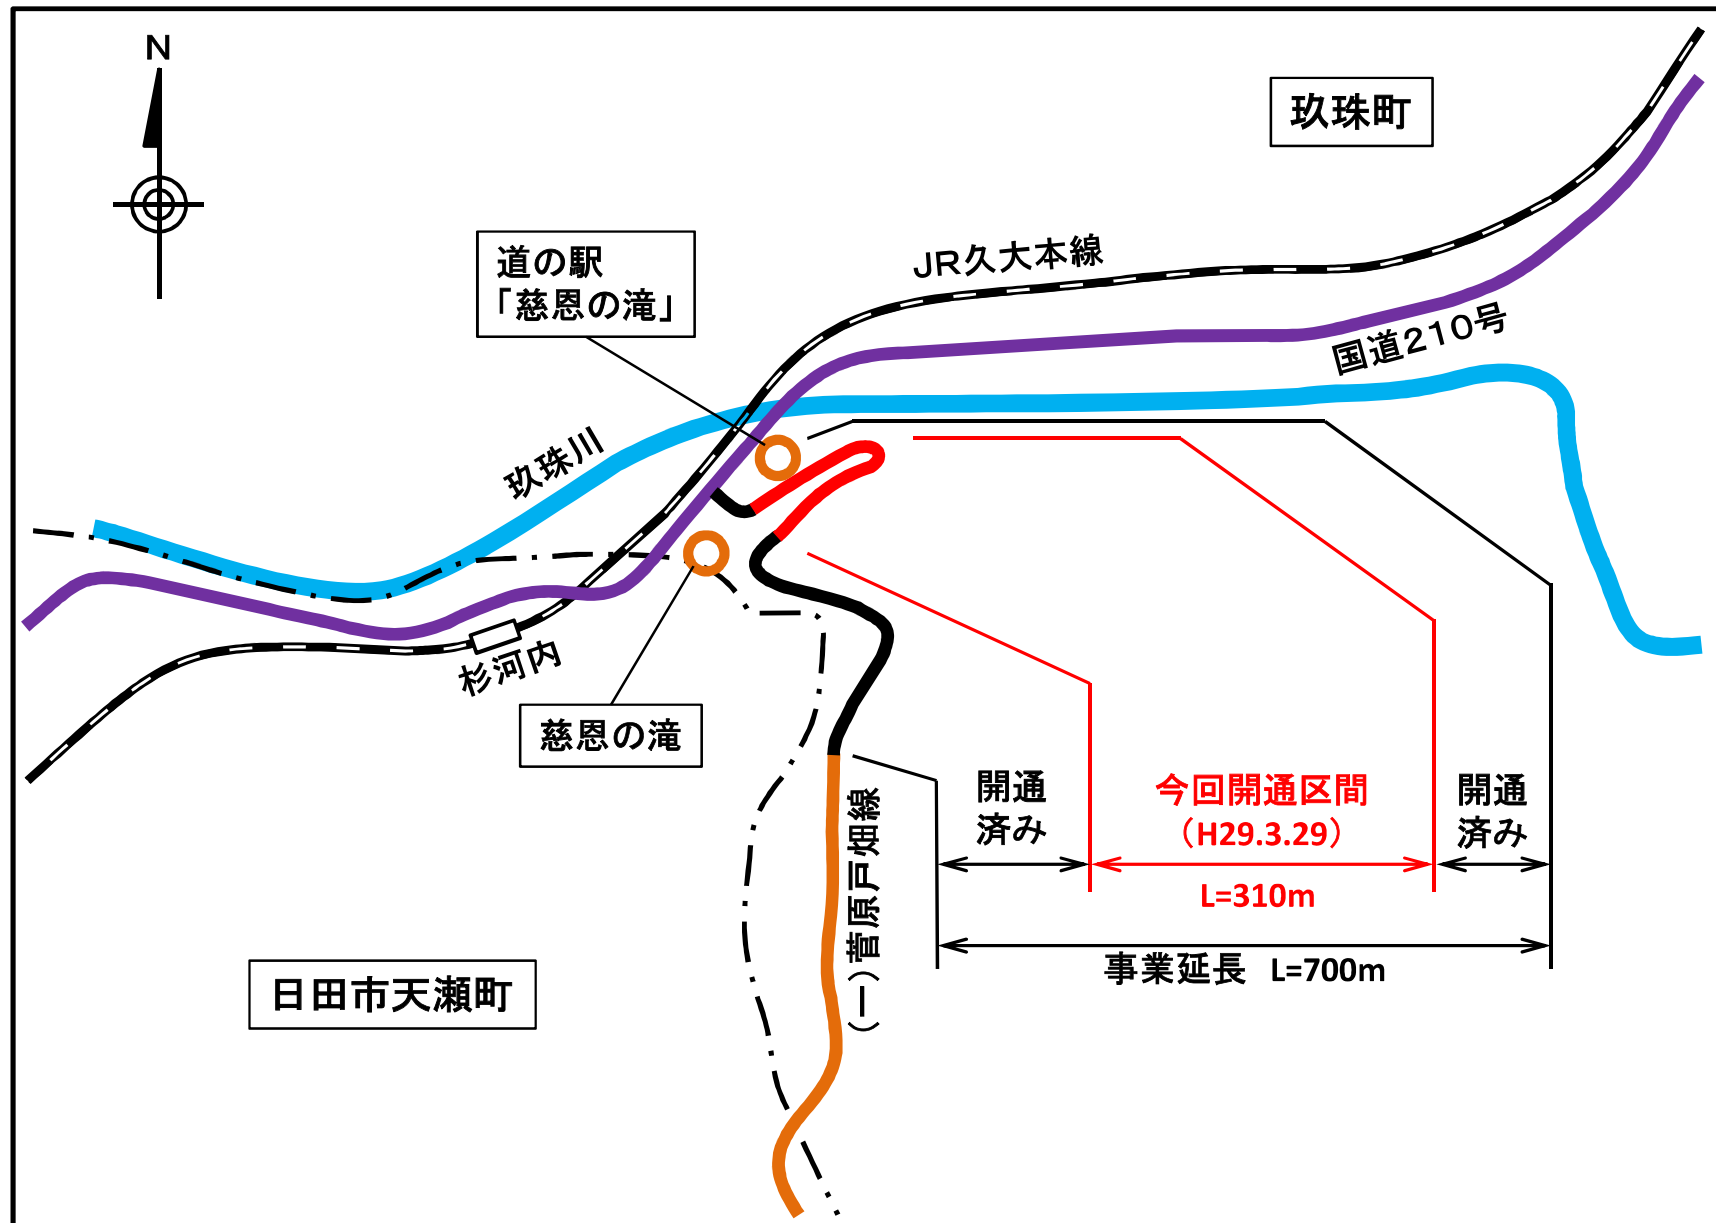 N
玖珠町
道の駅
「慈恩の滝」
JR久大本線
国道210号
玖珠川
杉河内
慈恩の滝
開通
済み
今回開通区間
（H29.3.29）
L=310m
開通
済み
事業延長 L=700m
(一)菅原戸畑線
日田市天瀬町